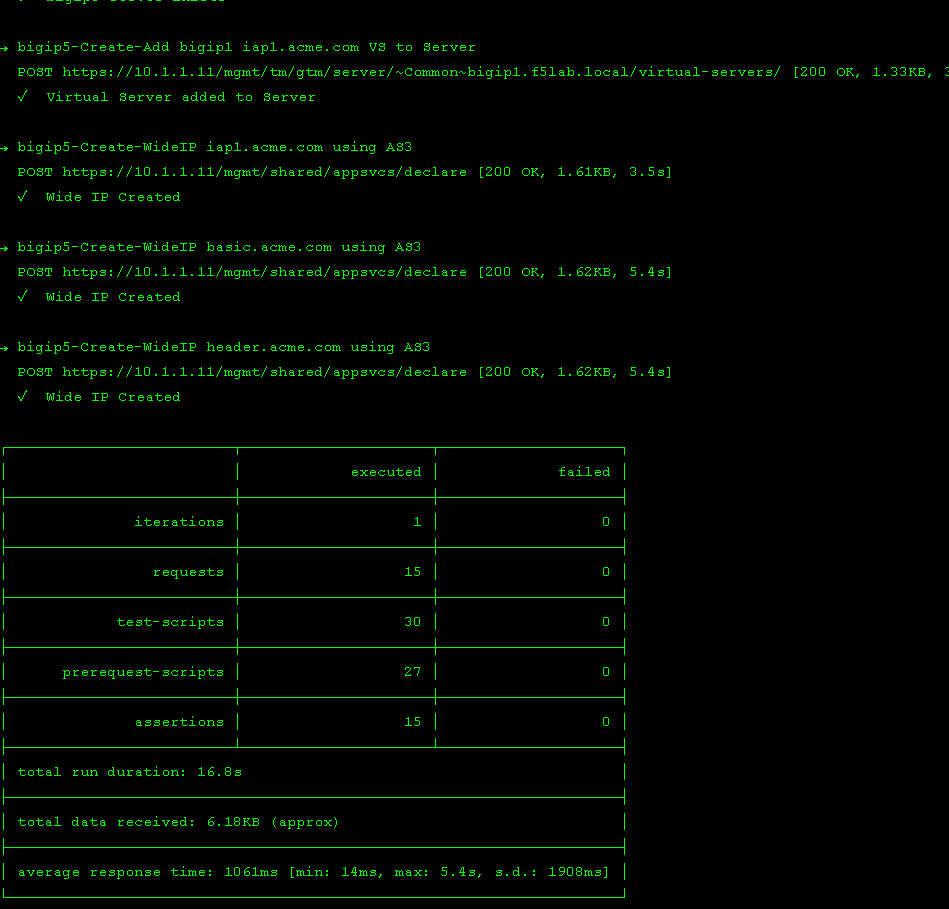 → bigip5-Create-Add bigip1 iap1.acme.com VS to Server
POST https://10.1.1.11/mgmt/tm/gtm/server/~Common~bigip1.f5lab.local/virtual-servers/ [200 OK, 1.33KB,
√ Virtual Server added to Server
→ bigip5-Create-WideIP iap1.acme.com using AS3
POST https://10.1.1.11/mgmt/shared/appsvcs/declare [200 OK, 1.61KB, 3.5s]
√ Wide IP Created
→ bigip5-Create-WideIP basic.acme.com using AS3
POST https://10.1.1.11/mgmt/shared/appsvcs/declare [200 OK, 1.62KB, 5.4s]
√ Wide IP Created
→ bigip5-Create-WideIP header.acme.com using AS3
POST https://10.1.1.11/mgmt/shared/appsvcs/declare [200 OK, 1.62KB, 5.4s]
√ Wide IP Created
executed failed
iterations 1 0
requests 15 0
test-scripts 30 0
prerequest-scripts 27 0
assertions 15 0
total run duration: 16.8s
total data received: 6.18KB (approx)
average response time: 1061ms [min: 14ms, max: 5.4s, s.d.: 1908ms]